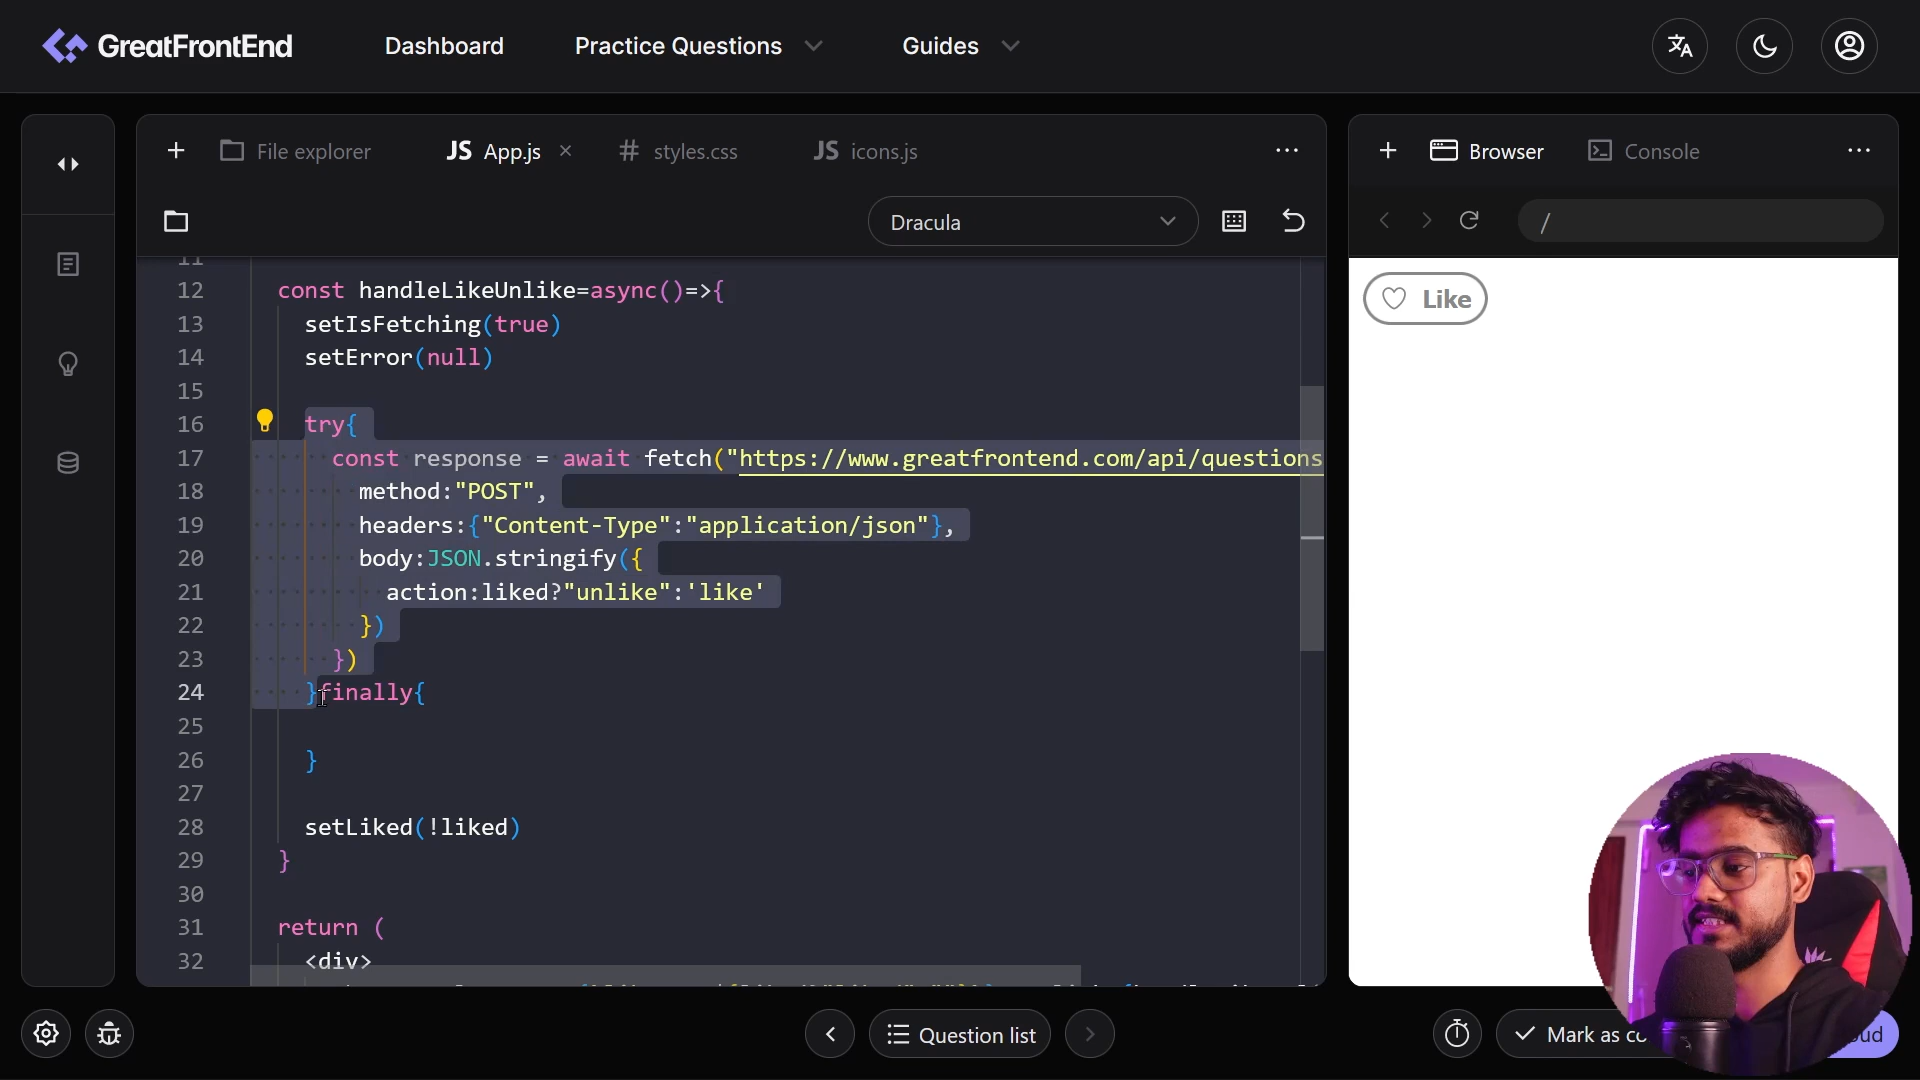 GreatFrontEnd
Dashboard
Practice Questions
Guides
File explorer
JS App.js
# styles.css
JS icons.js
Browser
Console
Dracula
/
11
12 const handleLikeUnlike=async()=>{
13 setIsFetching(true)
14 setError(null)
15
16 try{
17 const response = await fetch("https://www.greatfrontend.com/api/questions
18 method:"POST",
19 headers:{"Content-Type":"application/json"},
20 body:JSON.stringify({
21 action:liked?"unlike":'like'
22 })
23 })
24 }finally{
25
26 }
27
28 setLiked(!liked)
29 }
30
31 return (
32 <div>
Like
Question list
Mark as co